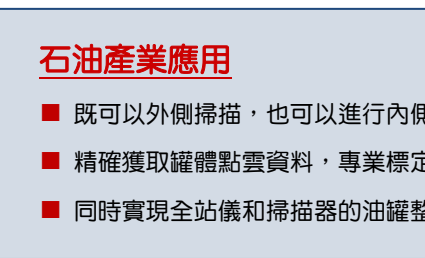 石油產業應用
■ 既可以外側掃描，也可以進行內側
■ 精確獲取罐體點雲資料，專業標定
■ 同時實現全站儀和掃描器的油罐整